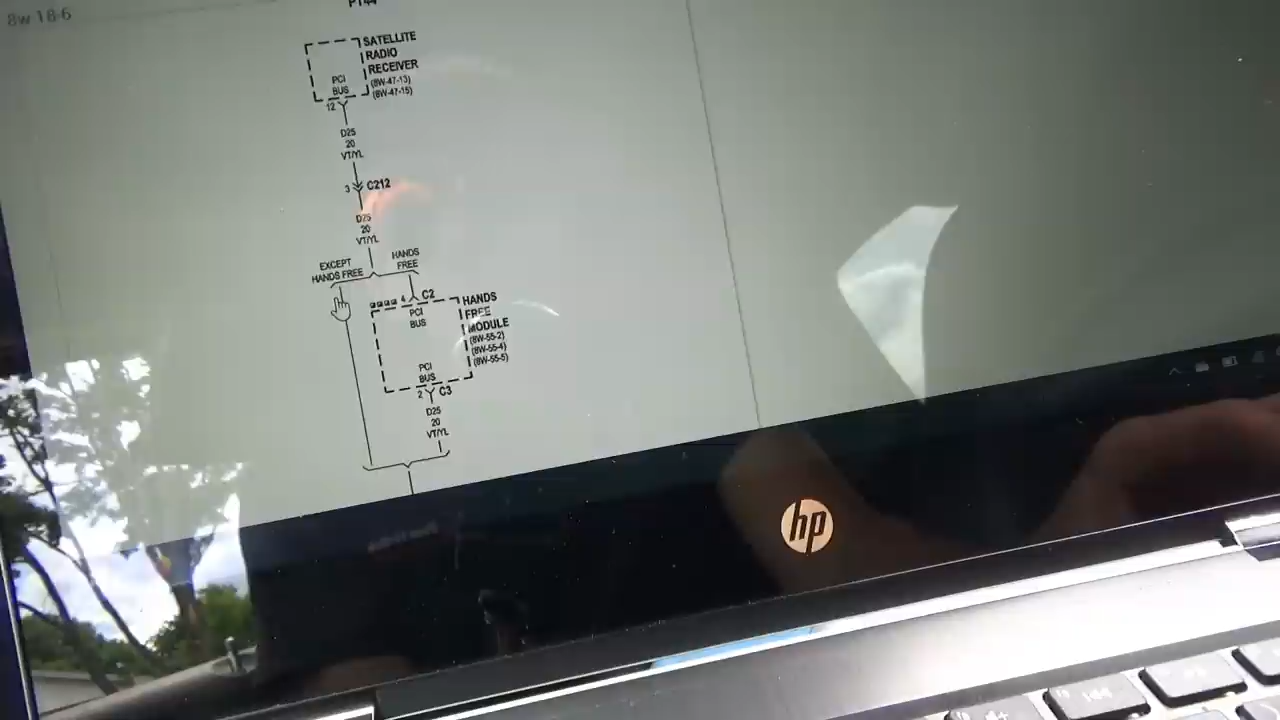 8w 18-6
SATELLITE
RADIO
RECEIVER
(8W-47-13)
(8W-47-15)
PCI
BUS
12
D25
20
VT/YL
3 C212
D25
20
VT/YL
EXCEPT
HANDS FREE
HANDS
FREE
4 C2
PCI
BUS
HANDS
FREE
MODULE
(8W-55-2)
(8W-55-4)
(8W-55-5)
PCI
BUS
2 C3
D25
20
VT/YL
hp